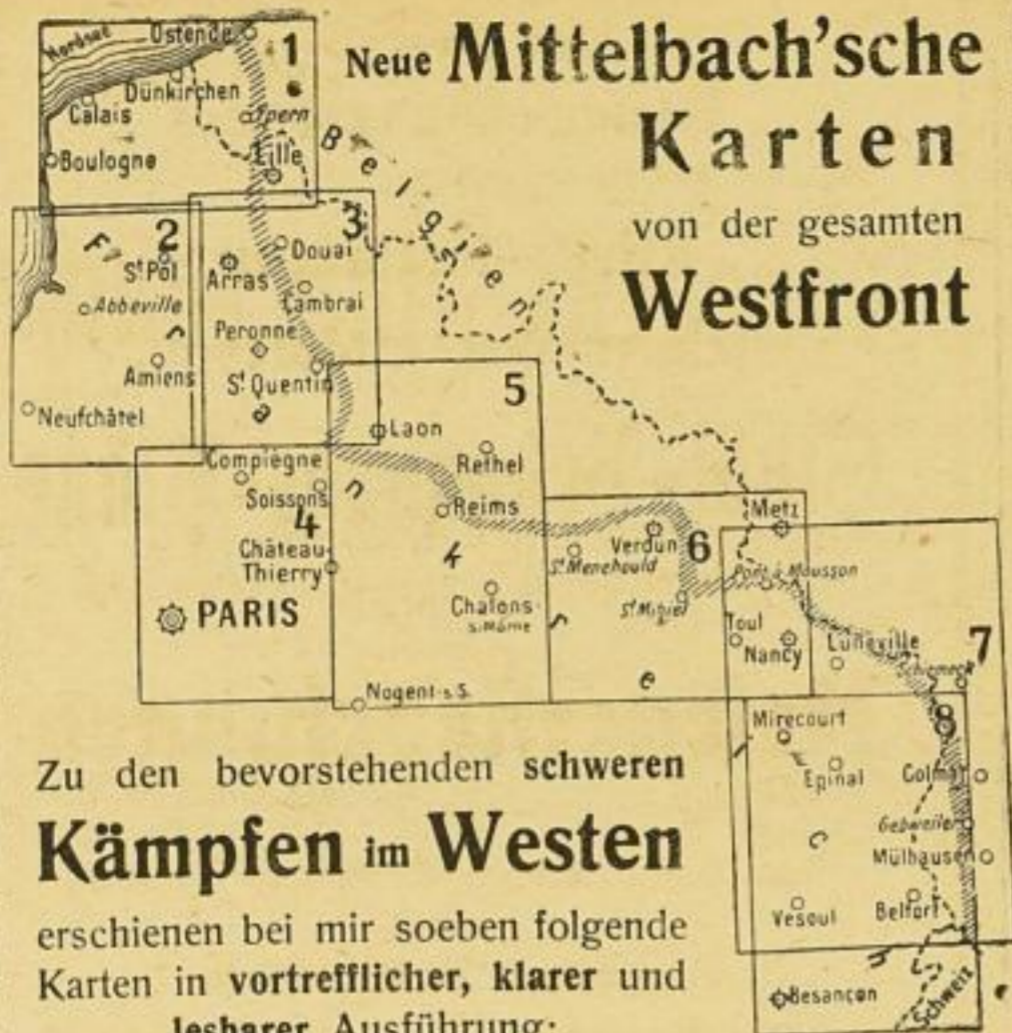 Neue Mittelbach'sche
Karten
von der gesamten
Westfront
Nordsee
Ostende
1
Dünkirchen
Calais
Ypern
Boulogne
Lille
Belgien
2
St Pol
Abbeville
Amiens
Neufchâtel
3
Douai
Arras
Cambrai
Peronne
St Quentin
5
Laon
Rethel
Reims
Compiegne
Soissons
4
Château-
Thierry
PARIS
Chalons
s. Marne
Nogent s. S.
Metz
Verdun
6
St Menehould
Pont à Mousson
St Mihiel
Toul
Nancy
Luneville
7
Schirmeck
Frankreich
Mirecourt
8
Epinal
Colmar
Gebweiler
Mülhausen
Vesoul
Belfort
Besançon
Schweiz
Zu den bevorstehenden schweren
Kämpfen im Westen
erschienen bei mir soeben folgende
Karten in vortrefflicher, klarer und
lesbarer Ausführung: